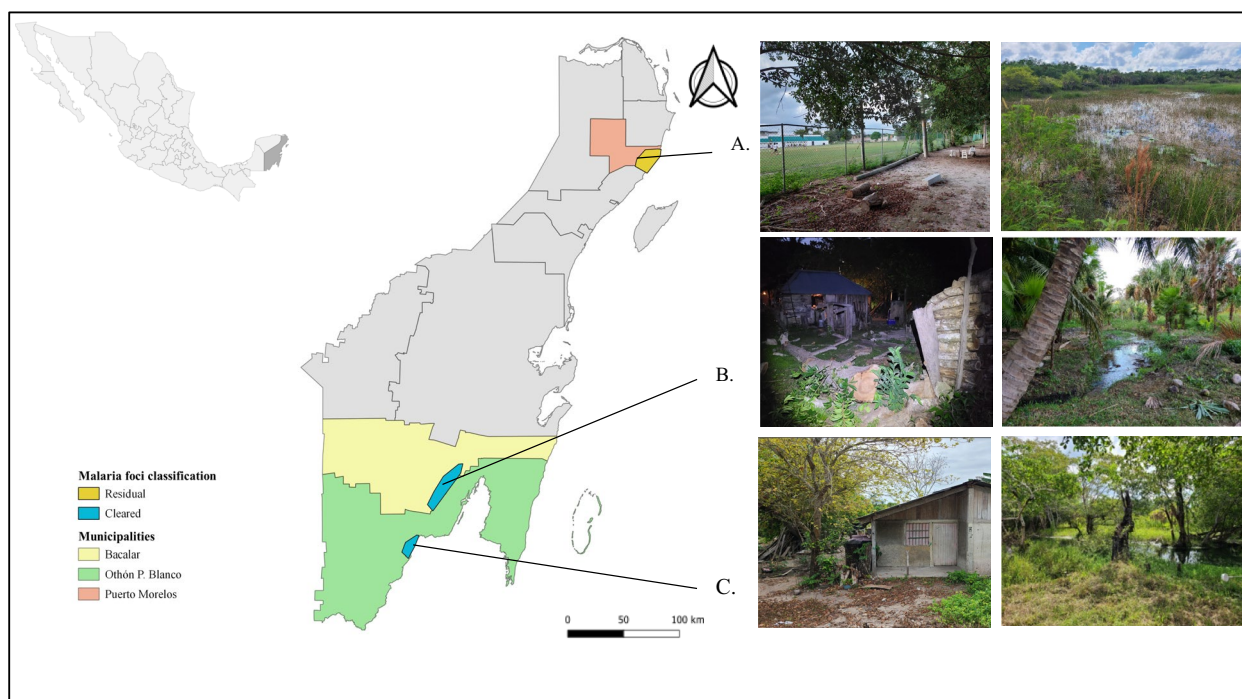 A.
B.
C.
Malaria foci classification
Residual
Cleared
Municipalities
Bacalar
Othón P. Blanco
Puerto Morelos
0 50 100 km